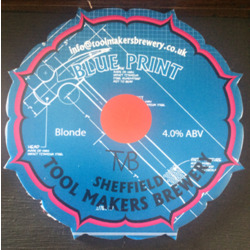 info@toolmakersbrewery.co.uk
BLUE PRINT
Blonde
4.0% ABV
TMB
SHEFFIELD
TOOL MAKERS BREWERY